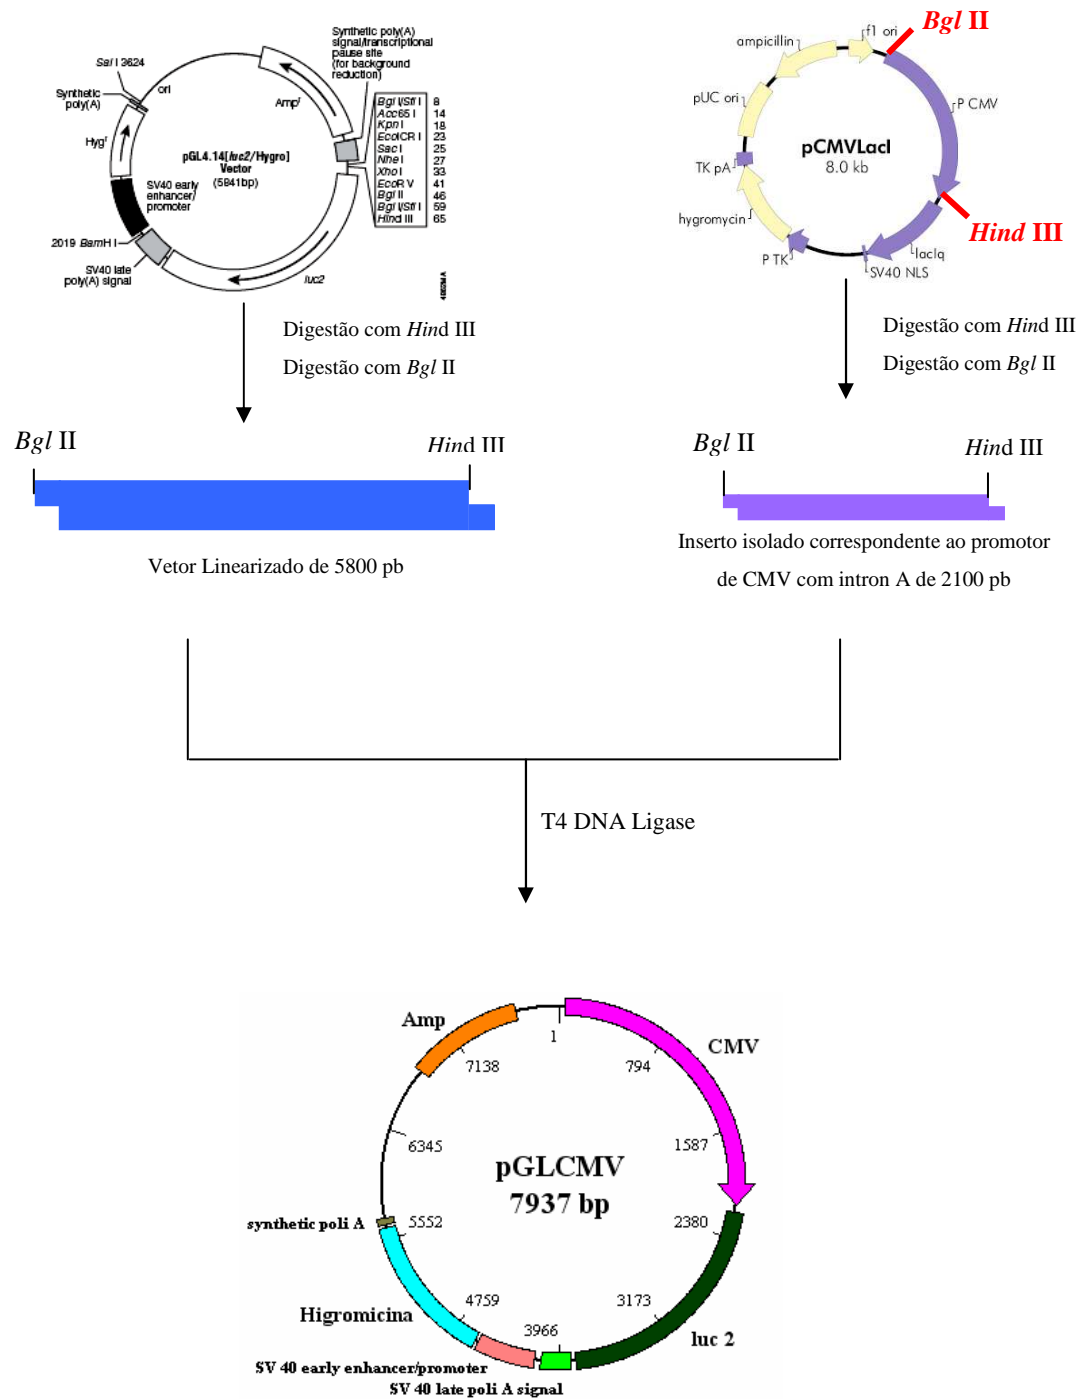 Synthetic poly(A)
signal/transcriptional
pause site
(for background
reduction)
Sal I 3624
Synthetic
poly(A)
ori
Ampʳ
Hygʳ
pGL4.14[luc2/Hygro]
Vector
(5841bp)
SV40 early
enhancer/
promoter
2019 BamH I
SV40 late
poly(A) signal
luc2
Bgl I/Sfi I 8
Acc65 I 14
Kpn I 18
EcoICR I 23
Sac I 25
Nhe I 27
Xho I 33
EcoR V 41
Bgl II 46
Bgl I/Sfi I 59
Hind III 65
Bgl II
f1 ori
ampicillin
pUC ori
P CMV
pCMVLacI
8.0 kb
TK pA
hygromycin
Hind III
P TK
lacIq
SV40 NLS
Digestão com Hind III
Digestão com Bgl II
Digestão com Hind III
Digestão com Bgl II
Bgl II
Hind III
Vetor Linearizado de 5800 pb
Bgl II
Hind III
Inserto isolado correspondente ao promotor
de CMV com intron A de 2100 pb
T4 DNA Ligase
Amp
1
CMV
7138
794
6345
1587
pGLCMV
7937 bp
synthetic poli A
5552
2380
Higromicina
4759
3966
3173
luc 2
SV 40 early enhancer/promoter
SV 40 late poli A signal